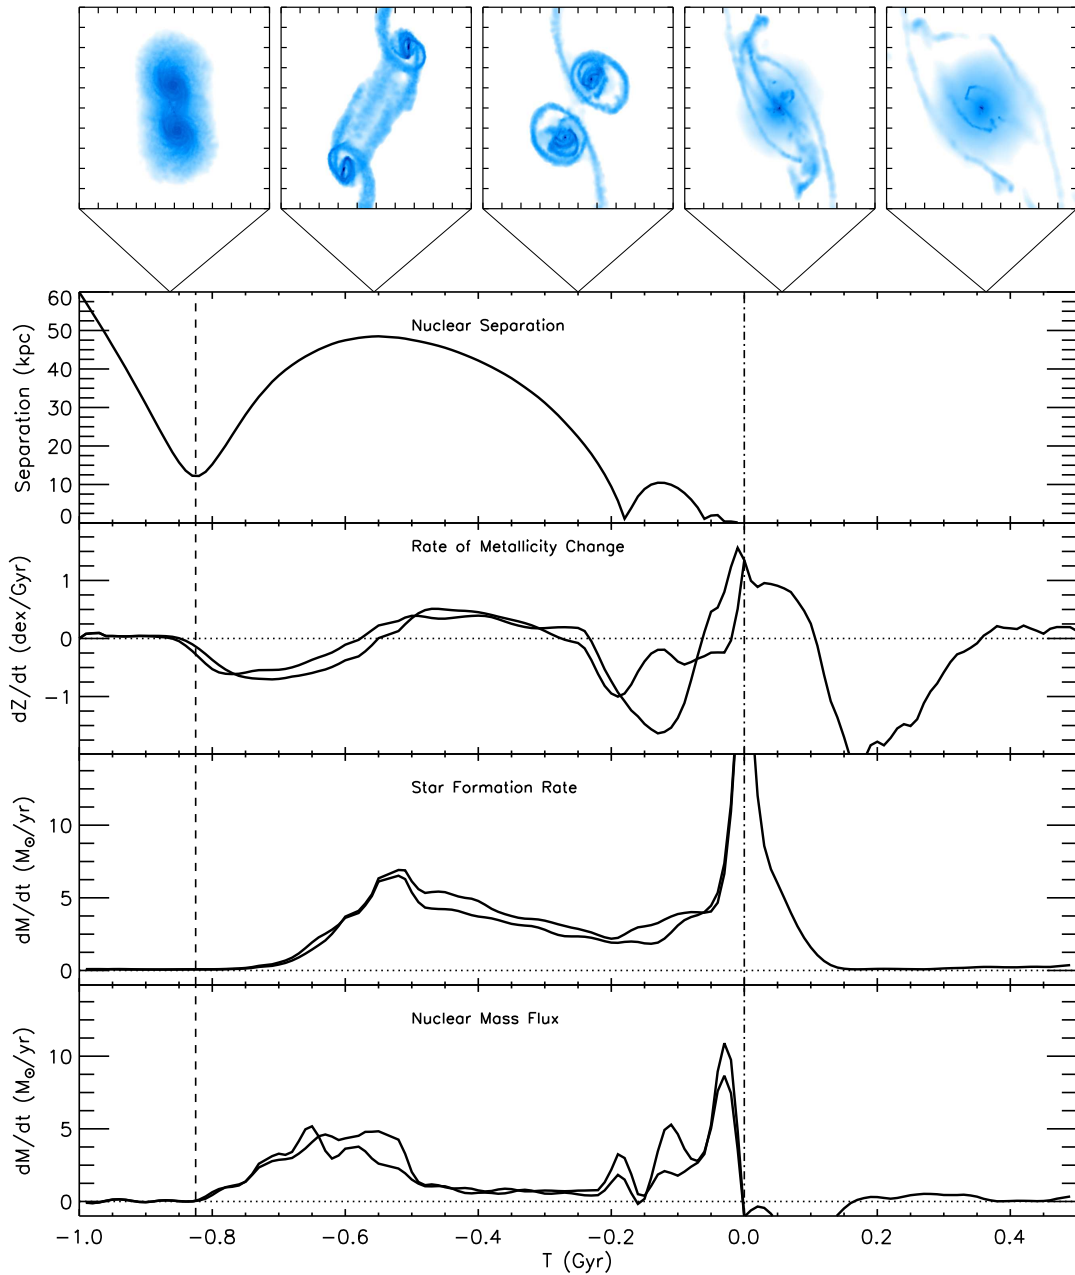 60
50
40
30
20
10
0
Separation (kpc)
Nuclear Separation
1
0
−1
dZ/dt (dex/Gyr)
Rate of Metallicity Change
10
5
0
dM/dt (M⊙/yr)
Star Formation Rate
10
5
0
dM/dt (M⊙/yr)
Nuclear Mass Flux
−1.0 −0.8 −0.6 −0.4 −0.2 0.0 0.2 0.4
T (Gyr)